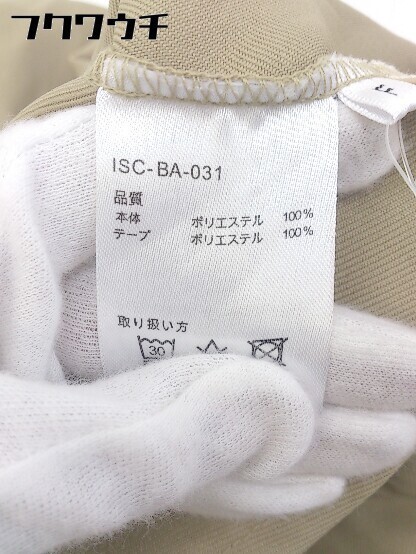 フクワウチ
F
ISC-BA-031
品質
本体 ポリエステル 100%
テープ ポリエステル 100%
取り扱い方
30